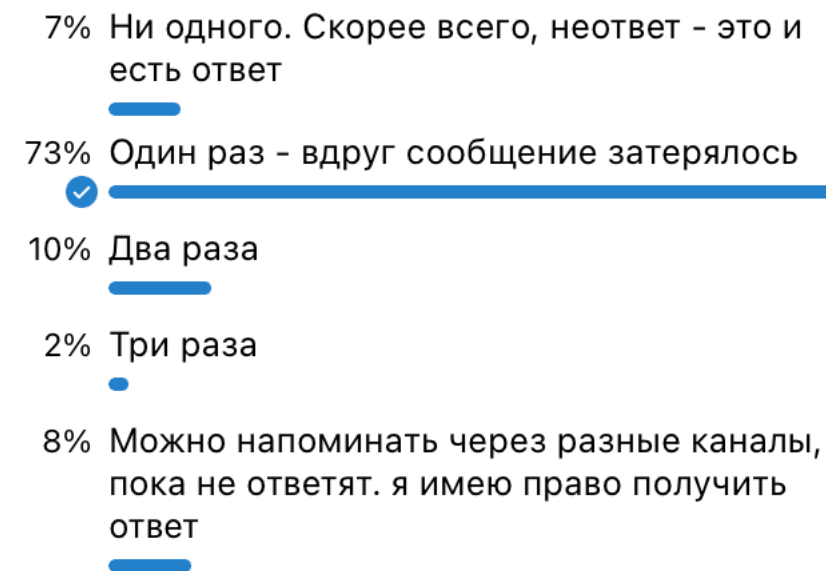 7% Ни одного. Скорее всего, неответ - это и
есть ответ
73% Один раз - вдруг сообщение затерялось
10% Два раза
2% Три раза
8% Можно напоминать через разные каналы,
пока не ответят. я имею право получить
ответ